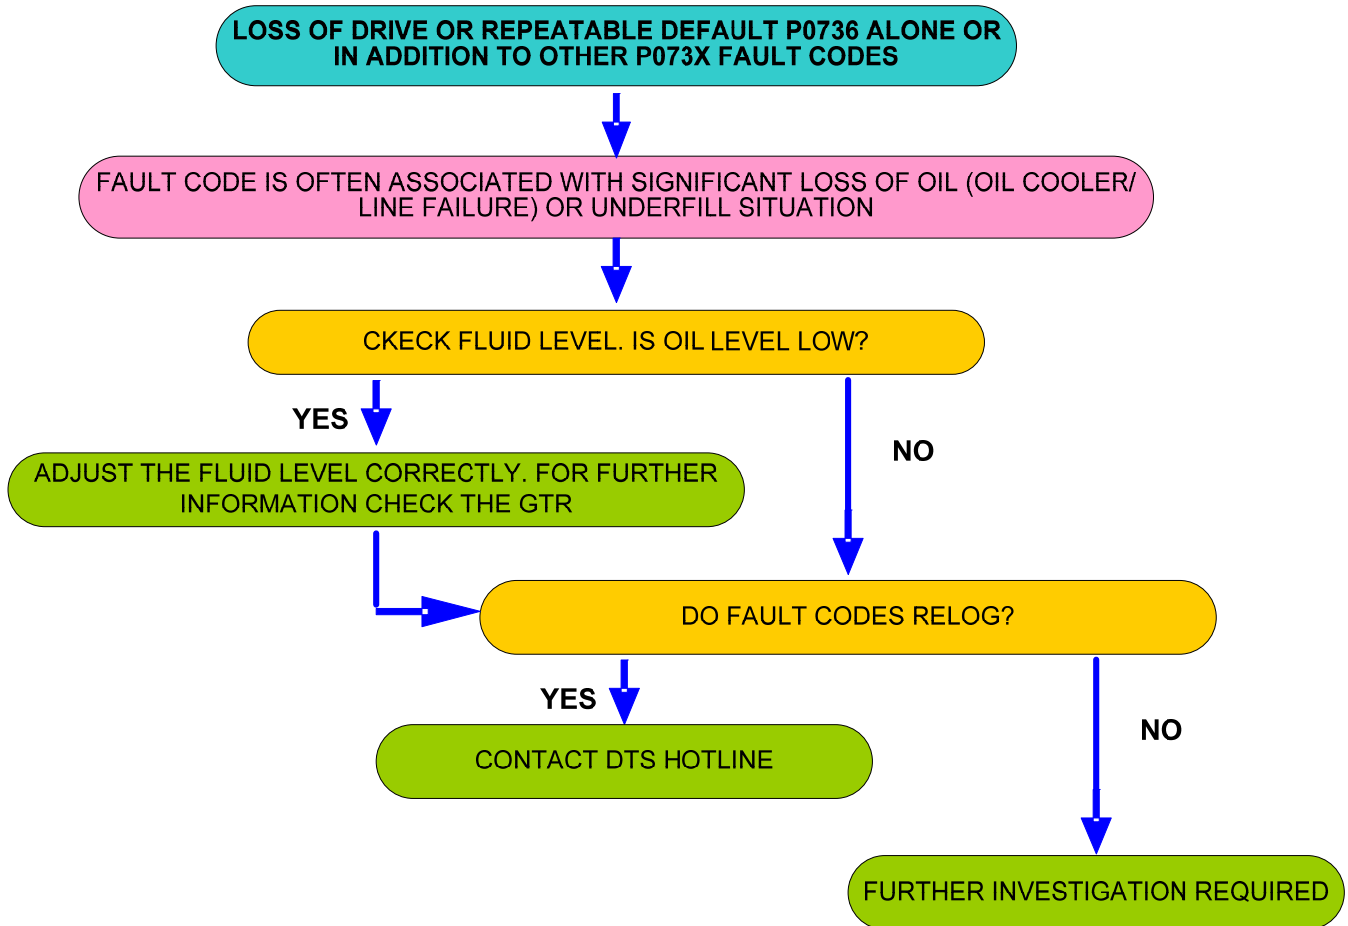 LOSS OF DRIVE OR REPEATABLE DEFAULT P0736 ALONE OR
IN ADDITION TO OTHER P073X FAULT CODES
FAULT CODE IS OFTEN ASSOCIATED WITH SIGNIFICANT LOSS OF OIL (OIL COOLER/
LINE FAILURE) OR UNDERFILL SITUATION
CKECK FLUID LEVEL. IS OIL LEVEL LOW?
YES
NO
ADJUST THE FLUID LEVEL CORRECTLY. FOR FURTHER
INFORMATION CHECK THE GTR
DO FAULT CODES RELOG?
YES
NO
CONTACT DTS HOTLINE
FURTHER INVESTIGATION REQUIRED